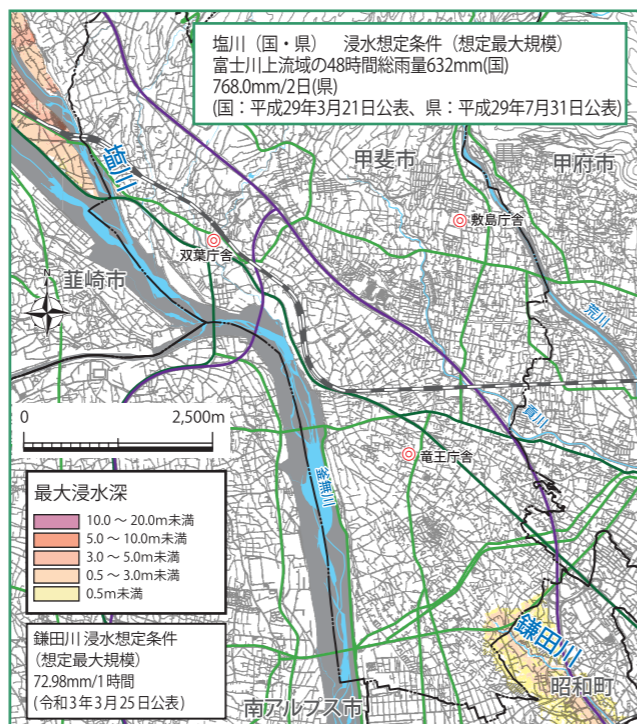 塩川（国・県）　浸水想定条件（想定最大規模）
富士川上流域の48時間総雨量632mm(国)
768.0mm/2日(県)
(国：平成29年3月21日公表、県：平成29年7月31日公表)
塩川
甲斐市
甲府市
敷島庁舎
双葉庁舎
韮崎市
N
荒川
0
2,500m
貢川
竜王庁舎
釜無川
最大浸水深
10.0～20.0m未満
5.0～10.0m未満
3.0～5.0m未満
0.5～3.0m未満
0.5m未満
鎌田川 浸水想定条件
(想定最大規模)
72.98mm/1時間
(令和3年3月25日公表)
鎌田川
昭和町
南アルプス市